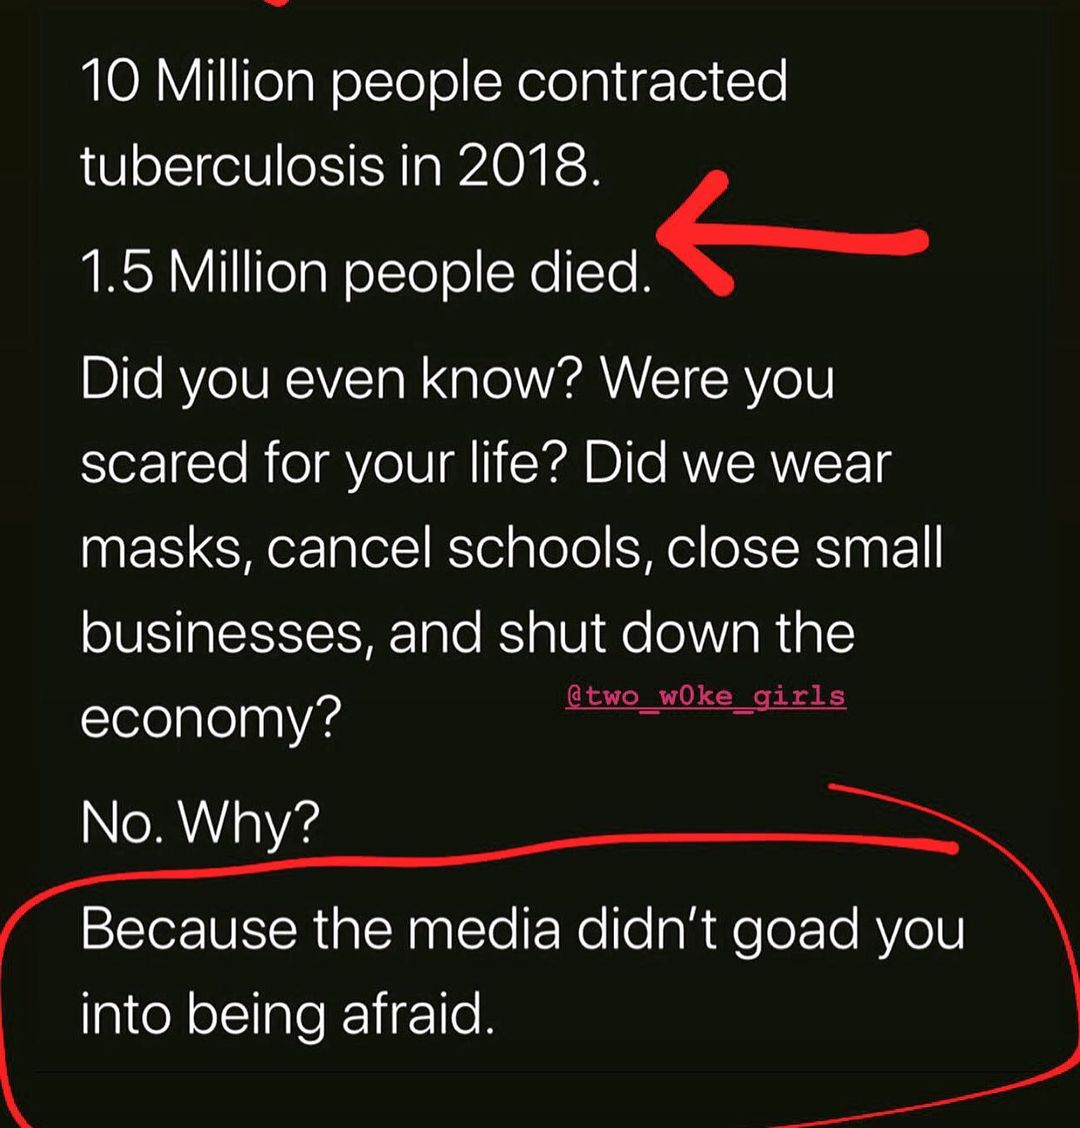 10 Million people contracted
tuberculosis in 2018.
1.5 Million people died.
Did you even know? Were you
scared for your life? Did we wear
masks, cancel schools, close small
businesses, and shut down the
economy?
@two_w0ke_girls
No. Why?
Because the media didn't goad you
into being afraid.